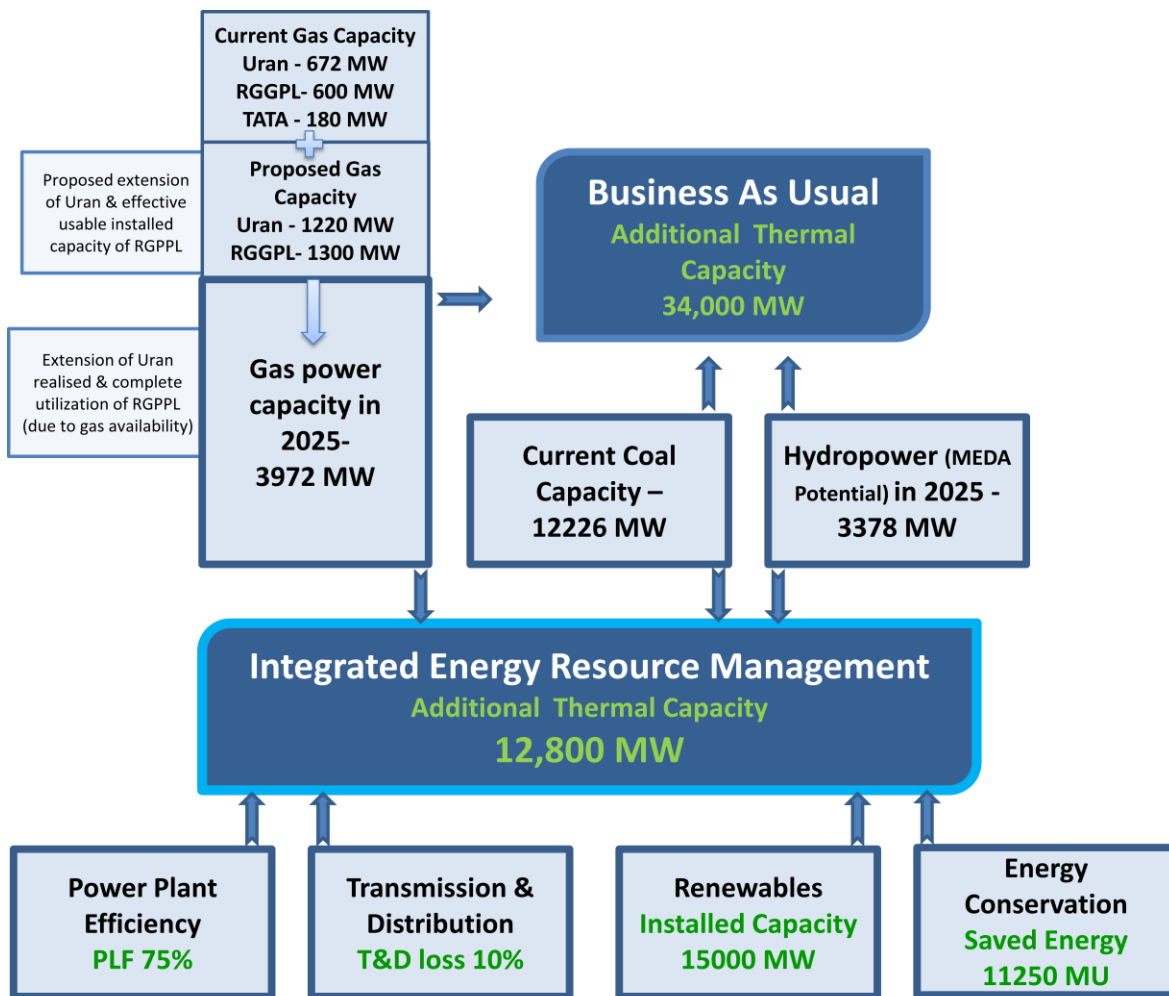 Current Gas Capacity
Uran - 672 MW
RGGPL- 600 MW
TATA - 180 MW
Proposed extension
of Uran & effective
usable installed
capacity of RGPPL
Proposed Gas
Capacity
Uran - 1220 MW
RGGPL- 1300 MW
Business As Usual
Additional Thermal
Capacity
34,000 MW
Extension of Uran
realised & complete
utilization of RGPPL
(due to gas availability)
Gas power
capacity in
2025-
3972 MW
Current Coal
Capacity –
12226 MW
Hydropower (MEDA
Potential) in 2025 -
3378 MW
Integrated Energy Resource Management
Additional Thermal Capacity
12,800 MW
Power Plant
Efficiency
PLF 75%
Transmission &
Distribution
T&D loss 10%
Renewables
Installed Capacity
15000 MW
Energy
Conservation
Saved Energy
11250 MU